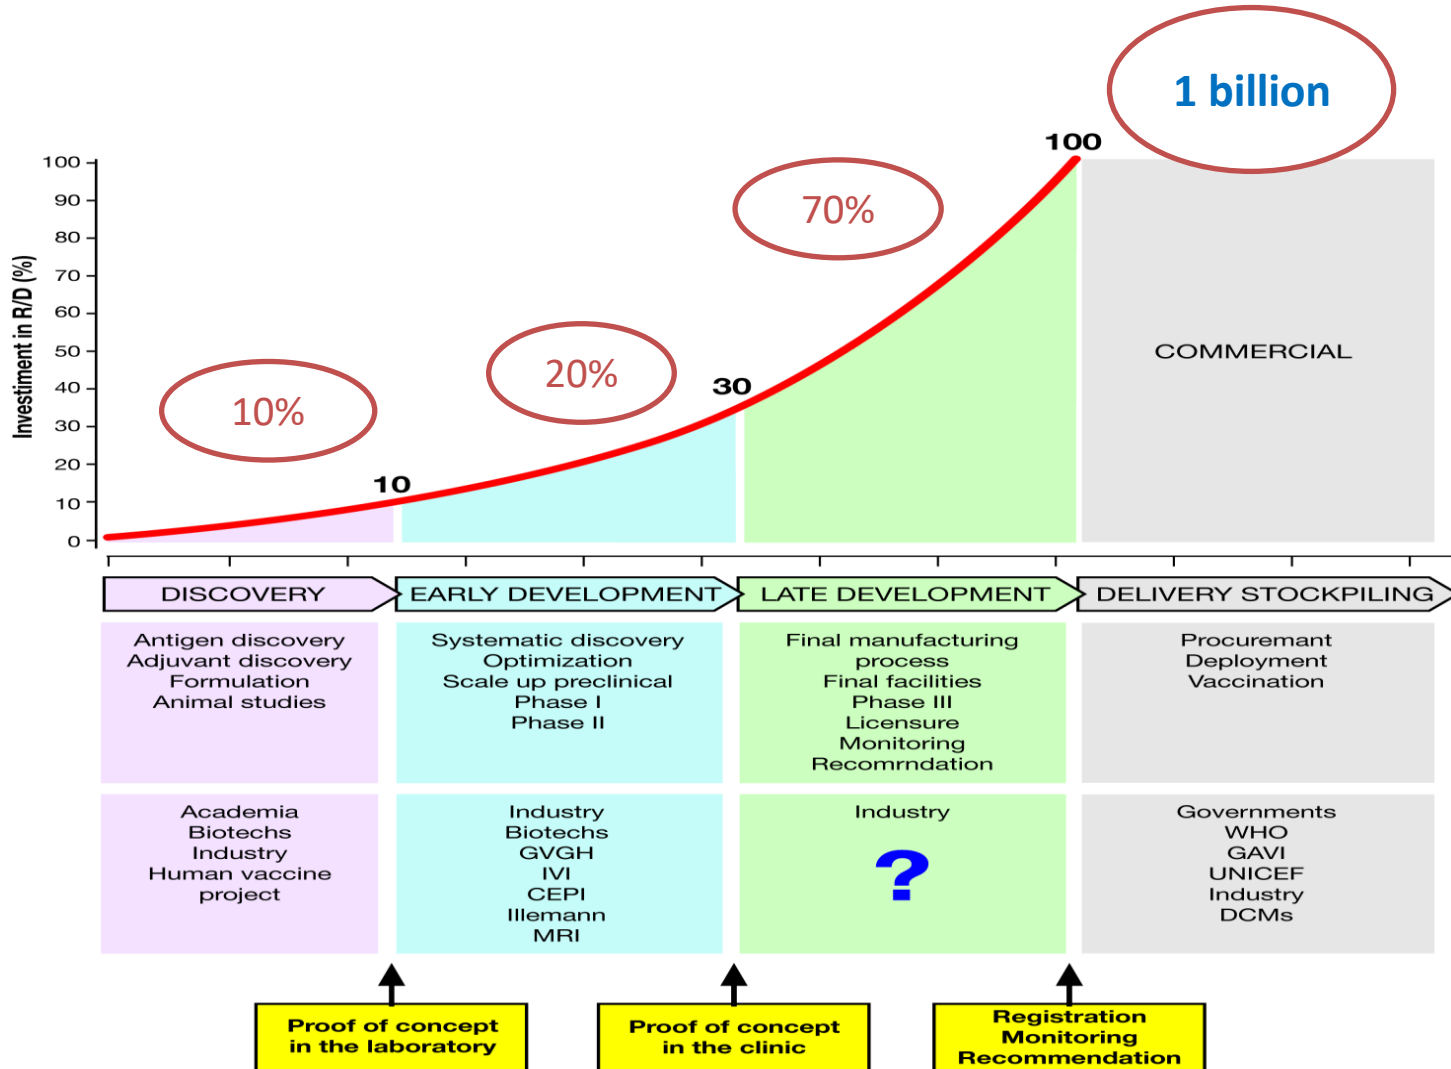 1 billion
100
70%
20%
30
10%
10
Investiment in R/D (%)
100
90
80
70
60
50
40
30
20
10
0
COMMERCIAL
DISCOVERY
EARLY DEVELOPMENT
LATE DEVELOPMENT
DELIVERY STOCKPILING
Antigen discovery
Adjuvant discovery
Formulation
Animal studies
Systematic discovery
Optimization
Scale up preclinical
Phase I
Phase II
Final manufacturing
process
Final facilities
Phase III
Licensure
Monitoring
Recomrndation
Procuremant
Deployment
Vaccination
Academia
Biotechs
Industry
Human vaccine
project
Industry
Biotechs
GVGH
IVI
CEPI
Illemann
MRI
Industry
?
Governments
WHO
GAVI
UNICEF
Industry
DCMs
Proof of concept
in the laboratory
Proof of concept
in the clinic
Registration
Monitoring
Recommendation